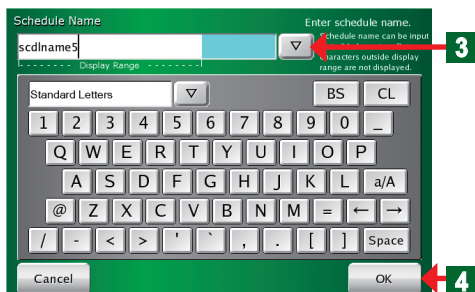 Schedule Name
Enter schedule name.
Schedule name can be input
characters outside display
range are not displayed.
scdlname5
Display Range
3
Standard Letters
BS CL
1 2 3 4 5 6 7 8 9 0 _
Q W E R T Y U I O P
A S D F G H J K L a/A
@ Z X C V B N M = ← →
/ - < > ' ` , . [ ] Space
Cancel
OK
4